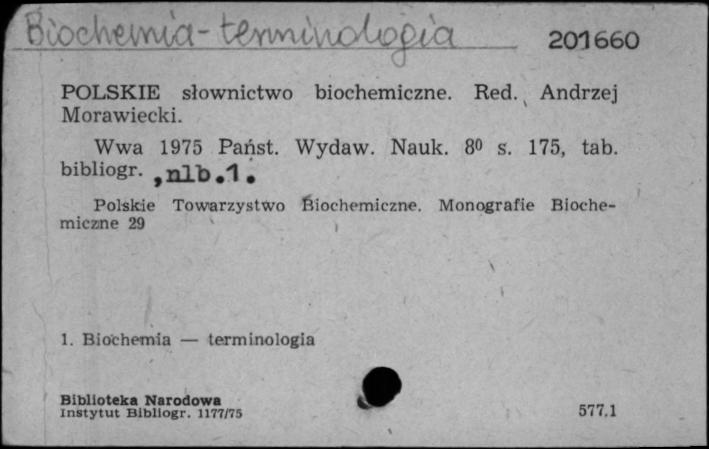 Biochemia - terminologia 201660
POLSKIE słownictwo biochemiczne. Red. Andrzej
Morawiecki.
Wwa 1975 Państ. Wydaw. Nauk. 8⁰ s. 175, tab.
bibliogr. , nlb. 1.
Polskie Towarzystwo Biochemiczne. Monografie Bioche-
miczne 29
1. Biochemia — terminologia
Biblioteka Narodowa
Instytut Bibliogr. 1177/75 577.1